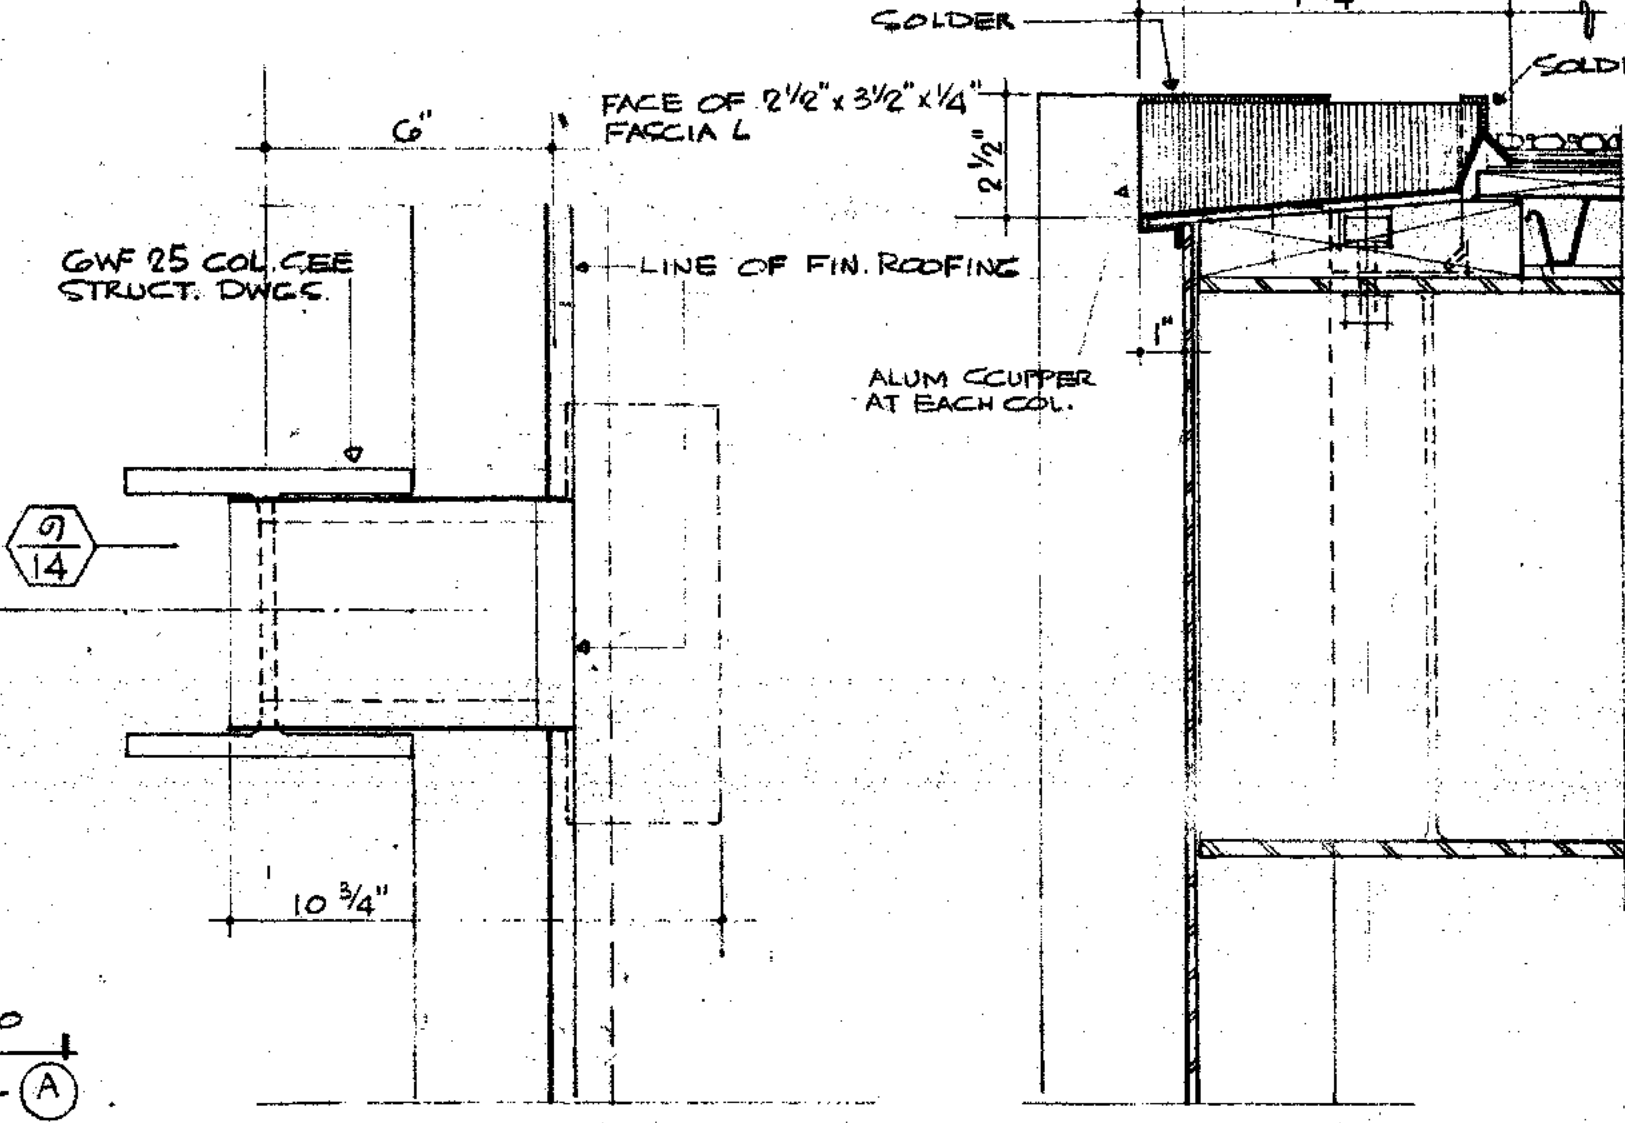 SOLDER
6"
FACE OF 2½" x 3½" x ¼"
FASCIA L
2½"
6WF 25 COL. SEE
STRUCT. DWGS.
LINE OF FIN. ROOFING
1"
ALUM SCUPPER
AT EACH COL.
9
14
10 ¾"
A